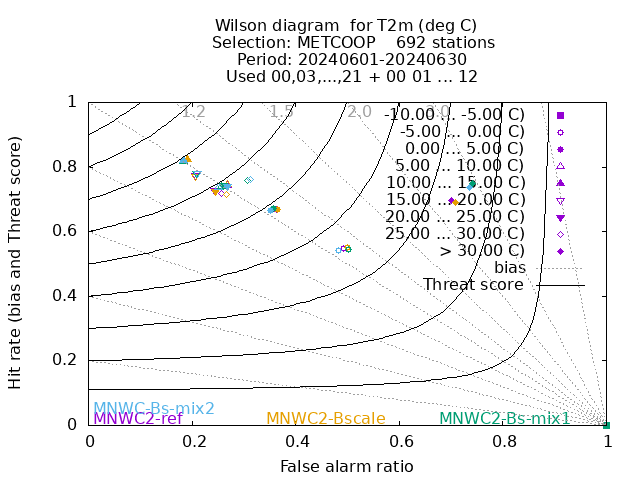 Wilson diagram  for T2m (deg C)
Selection: METCOOP    692 stations
Period: 20240601-20240630
Used 00,03,...,21 + 00 01 ... 12
Hit rate (bias and Threat score)
1
0.8
0.6
0.4
0.2
0
1.2 1.5 2.0 3.0
-10.00 ... -5.00 C)
-5.00 ... 0.00 C)
0.00 ... 5.00 C)
5.00 ... 10.00 C)
10.00 ... 15.00 C)
15.00 ... 20.00 C)
20.00 ... 25.00 C)
25.00 ... 30.00 C)
> 30.00 C)
bias
Threat score
MNWC-Bs-mix2
MNWC2-ref MNWC2-Bscale MNWC2-Bs-mix1
0 0.2 0.4 0.6 0.8 1
False alarm ratio